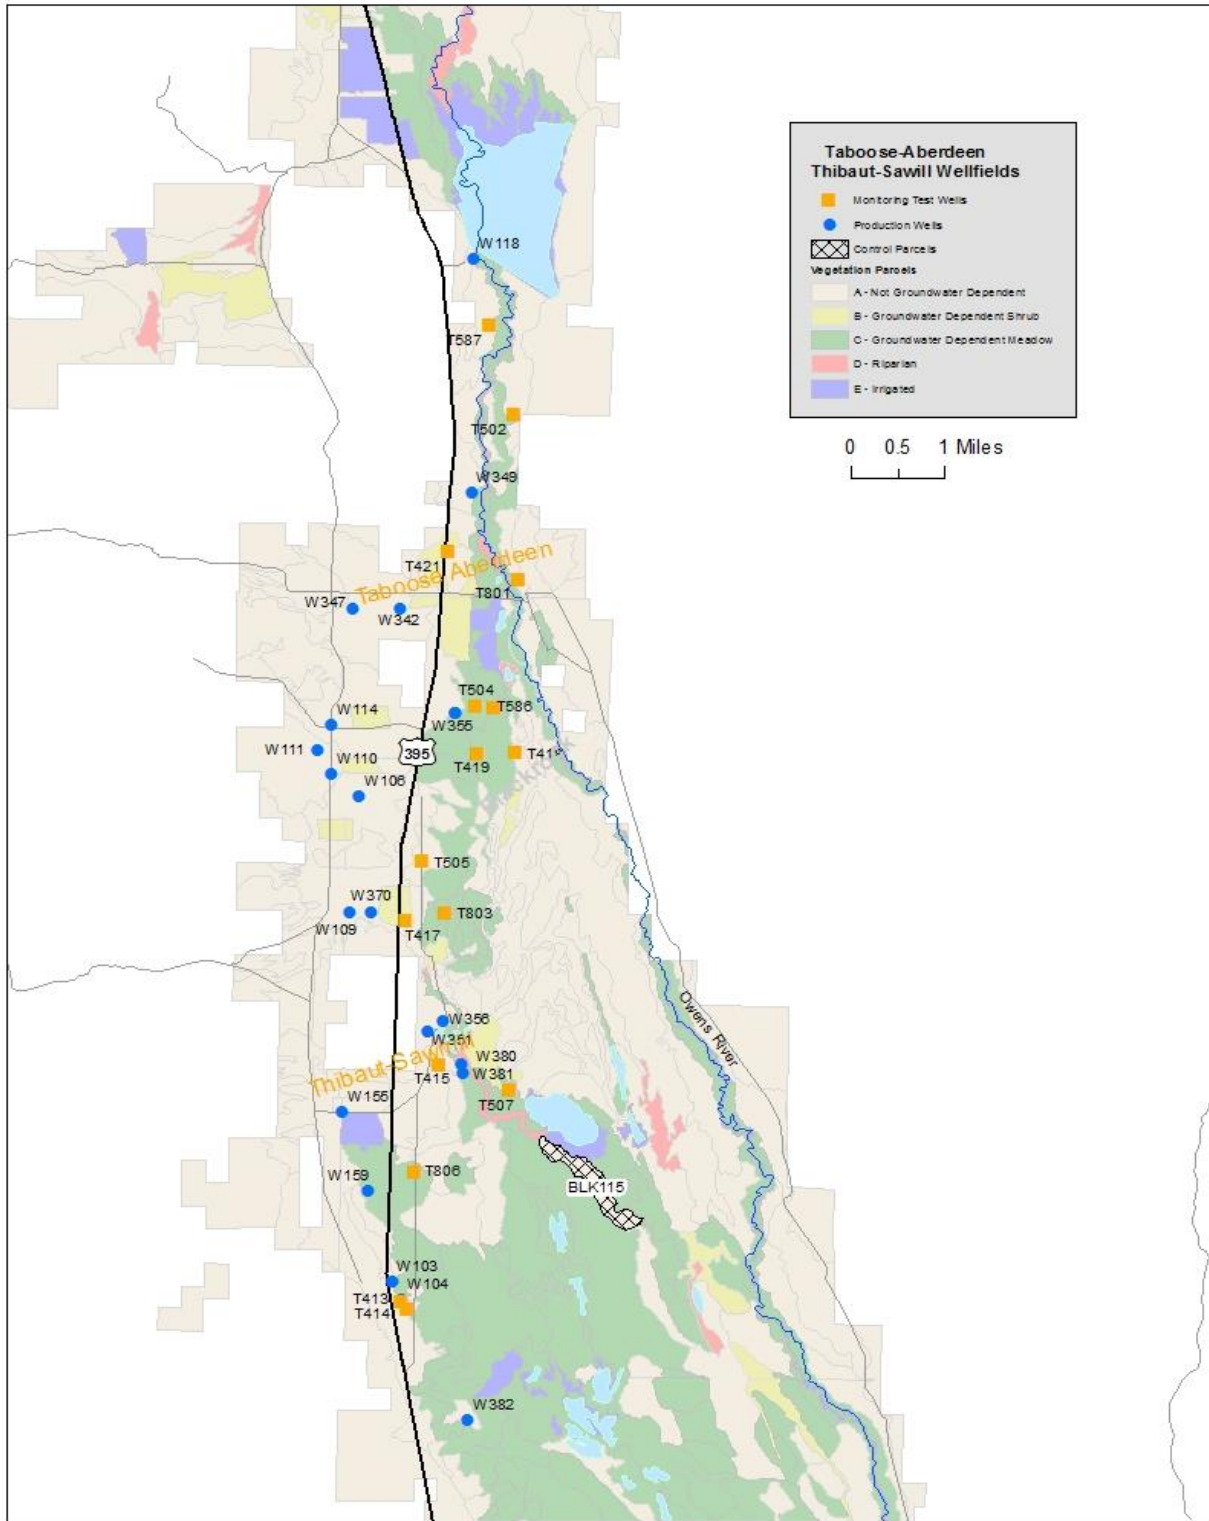 Taboose-Aberdeen
Thibaut-Sawill Wellfields
Monitoring Test Wells
Production Wells
Control Parcels
Vegetation Parcels
A - Not Groundwater Dependent
B - Groundwater Dependent Shrub
C - Groundwater Dependent Meadow
D - Riparian
E - Irrigated
0 0.5 1 Miles
W118
T587
T502
W349
T421
Taboose Aberdeen
T801
W347
W342
T504
T586
W355
W114
W111
W110
395
T419
W106
Blackrock
T505
W370
T803
W109
T417
Owens River
W356
W351
Thibaut-Sawmill
W380
T415
W381
T507
W155
T806
W159
BLK115
W103
W104
T413
T414
W382